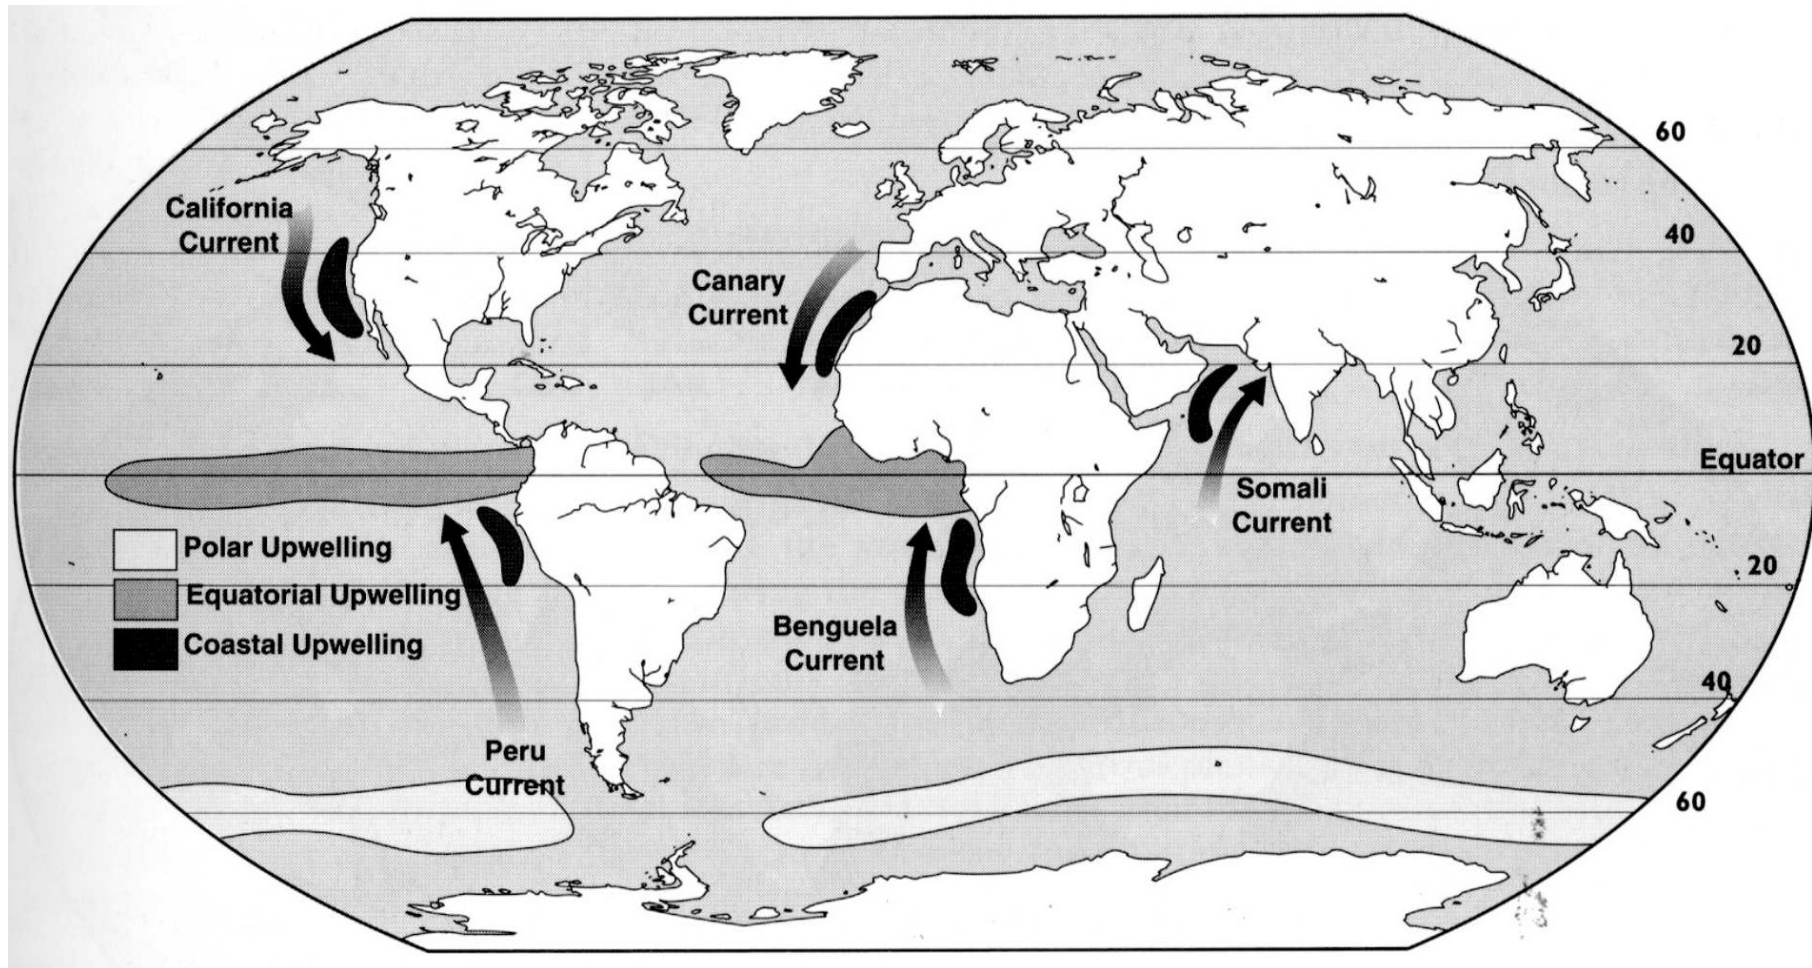 60
California
Current
40
Canary
Current
20
Equator
Somali
Current
Polar Upwelling
20
Equatorial Upwelling
Benguela
Current
Coastal Upwelling
40
Peru
Current
60